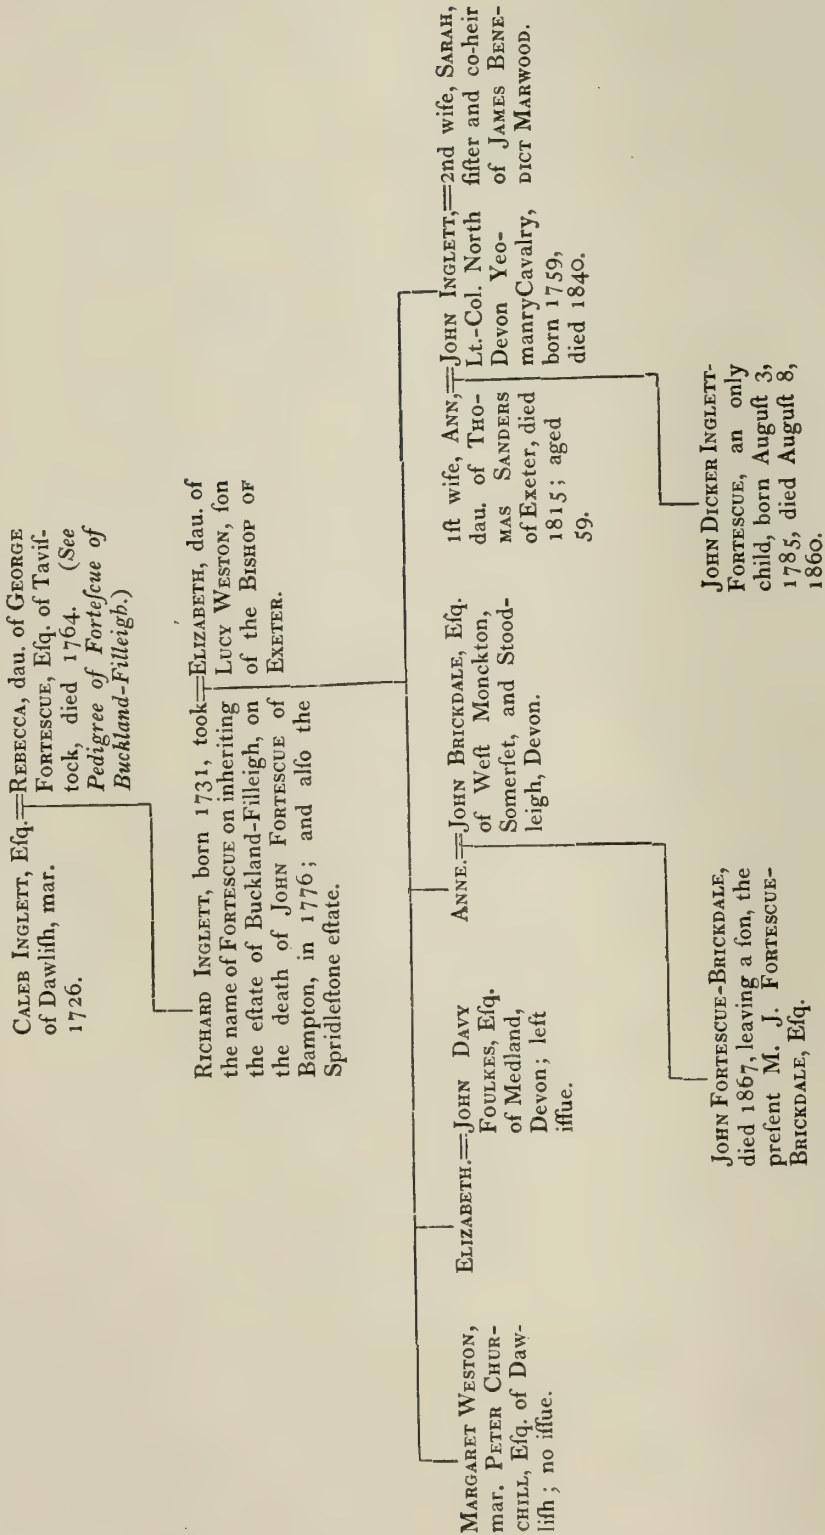 CALEB INGLETT, Eſq.=REBECCA, dau. of GEORGE
of Dawliſh, mar.
1726.
FORTESCUE, Eſq. of Taviſ-
tock, died 1764. (See
Pedigree of Forteſcue of
Buckland-Filleigh.)
RICHARD INGLETT, born 1731, took=ELIZABETH, dau. of
the name of FORTESCUE on inheriting
the eſtate of Buckland-Filleigh, on
the death of JOHN FORTESCUE of
Bampton, in 1776; and alſo the
Spridleſtone eſtate.
LUCY WESTON, ſon
of the BISHOP OF
EXETER.
MARGARET WESTON,
mar. PETER CHUR-
CHILL, Eſq. of Daw-
liſh; no iſſue.
ELIZABETH.=JOHN DAVY
FOULKES, Eſq.
of Medland,
Devon; left
iſſue.
ANNE.=JOHN BRICKDALE, Eſq.
of Weſt Monckton,
Somerſet, and Stood-
leigh, Devon.
1ſt wife, ANN,=JOHN INGLETT,=2nd wife, SARAH,
dau. of THO-
MAS SANDERS
of Exeter, died
1815; aged
59.
Lt.-Col. North
Devon Yeo-
manryCavalry,
born 1759,
died 1840.
ſiſter and co-heir
of JAMES BENE-
DICT MARWOOD.
JOHN FORTESCUE-BRICKDALE,
died 1867, leaving a ſon, the
preſent M. J. FORTESCUE-
BRICKDALE, Eſq.
JOHN DICKER INGLETT-
FORTESCUE, an only
child, born Auguſt 3,
1785, died Auguſt 8,
1860.